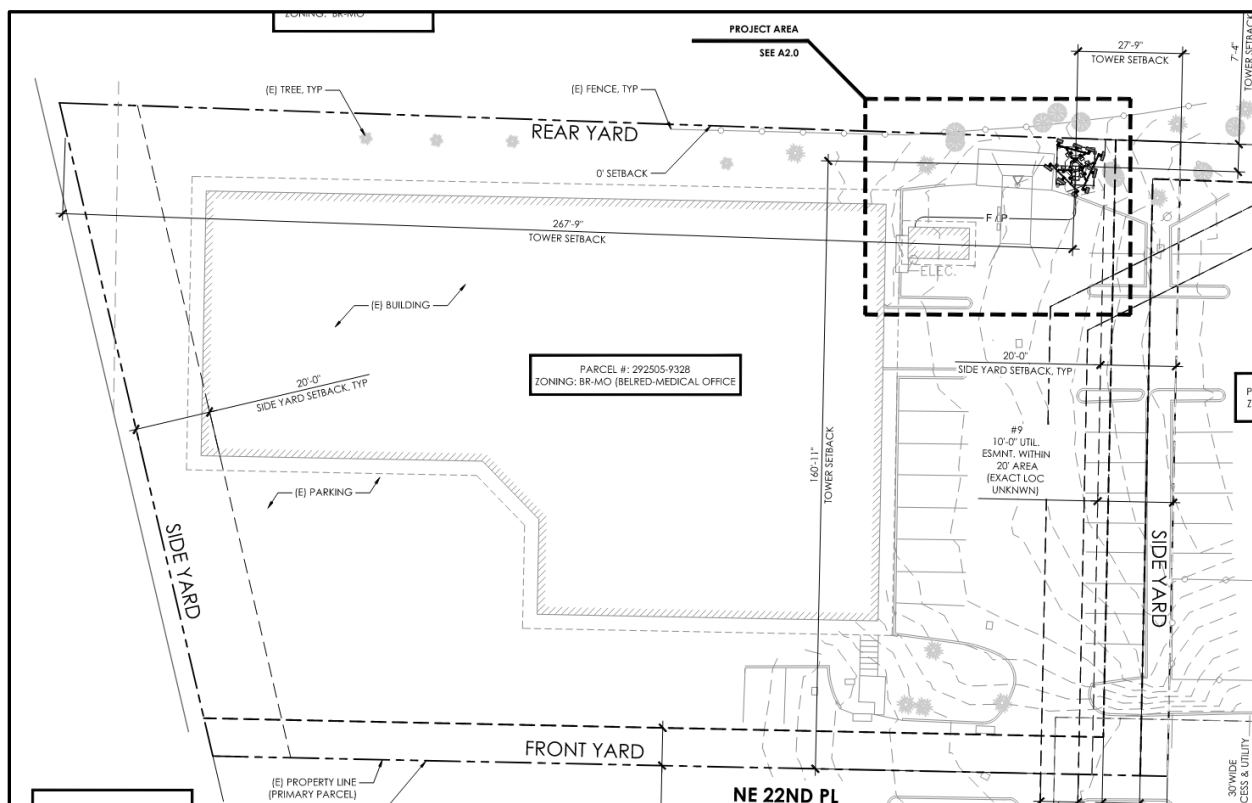 ZONING: BR-MO
PROJECT AREA
SEE A2.0
27'-9"
TOWER SETBACK
7'-4"
TOWER SETBACK
(E) TREE, TYP
(E) FENCE, TYP
REAR YARD
0' SETBACK
267'-9"
TOWER SETBACK
F / P
ELEC.
(E) BUILDING
PARCEL #: 292505-9328
ZONING: BR-MO (BELRED-MEDICAL OFFICE
20'-0"
SIDE YARD SETBACK, TYP
20'-0"
SIDE YARD SETBACK, TYP
P
Z
#9
10'-0" UTIL.
ESMNT. WITHIN
20' AREA
(EXACT LOC
UNKNWN)
160'-11"
TOWER SETBACK
(E) PARKING
SIDE YARD
SIDE YARD
FRONT YARD
(E) PROPERTY LINE
(PRIMARY PARCEL)
NE 22ND PL
30'WIDE
CESS & UTILITY